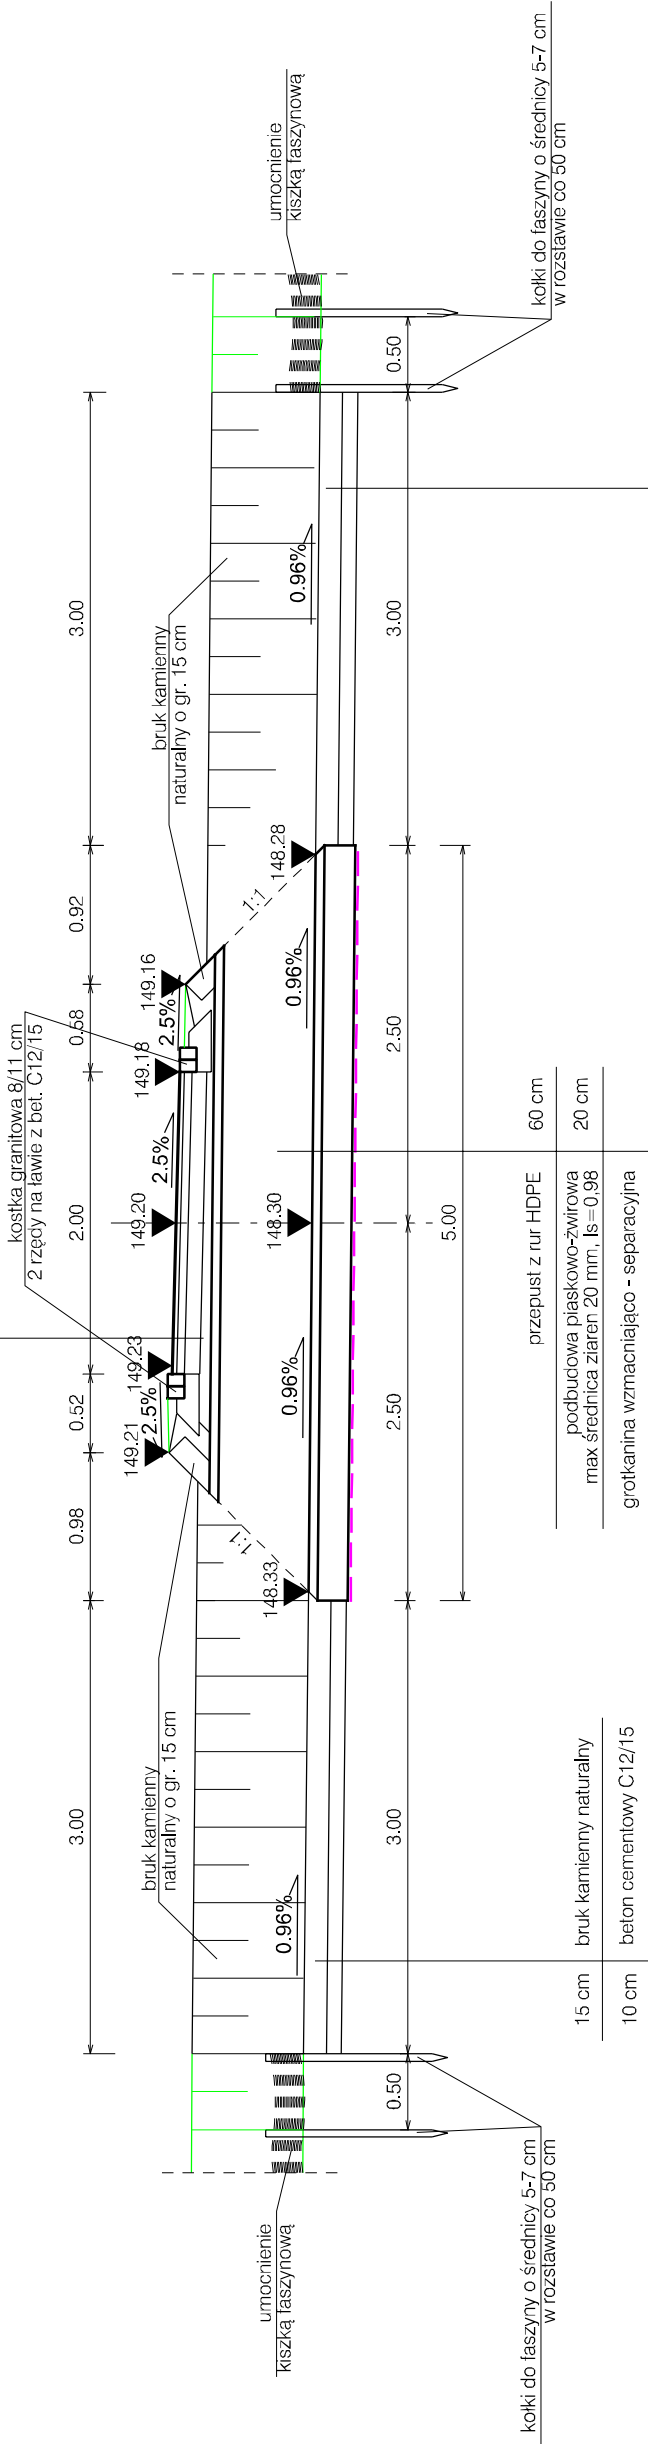 kostka granitowa 8/11 cm
2 rzędy na ławie z bet. C12/15
3.00
0.98
0.52
2.00
0.58
0.92
3.00
149.21
2.5%
149.23
149.20
2.5%
149.18
2.5%
149.16
bruk kamienny
naturalny o gr. 15 cm
bruk kamienny
naturalny o gr. 15 cm
1:1
1:1
umocnienie
kiszką faszynową
umocnienie
kiszką faszynową
148.33
148.30
148.28
0.96%
0.96%
0.96%
0.96%
0.50
3.00
2.50
2.50
3.00
0.50
5.00
kołki do faszyny o średnicy 5-7 cm
w rozstawie co 50 cm
kołki do faszyny o średnicy 5-7 cm
w rozstawie co 50 cm
15 cm bruk kamienny naturalny
10 cm beton cementowy C12/15
przepust z rur HDPE 60 cm
podbudowa piaskowo-żwirowa 20 cm
max średnica ziaren 20 mm, Is=0,98
grotkanina wzmacniająco - separacyjna